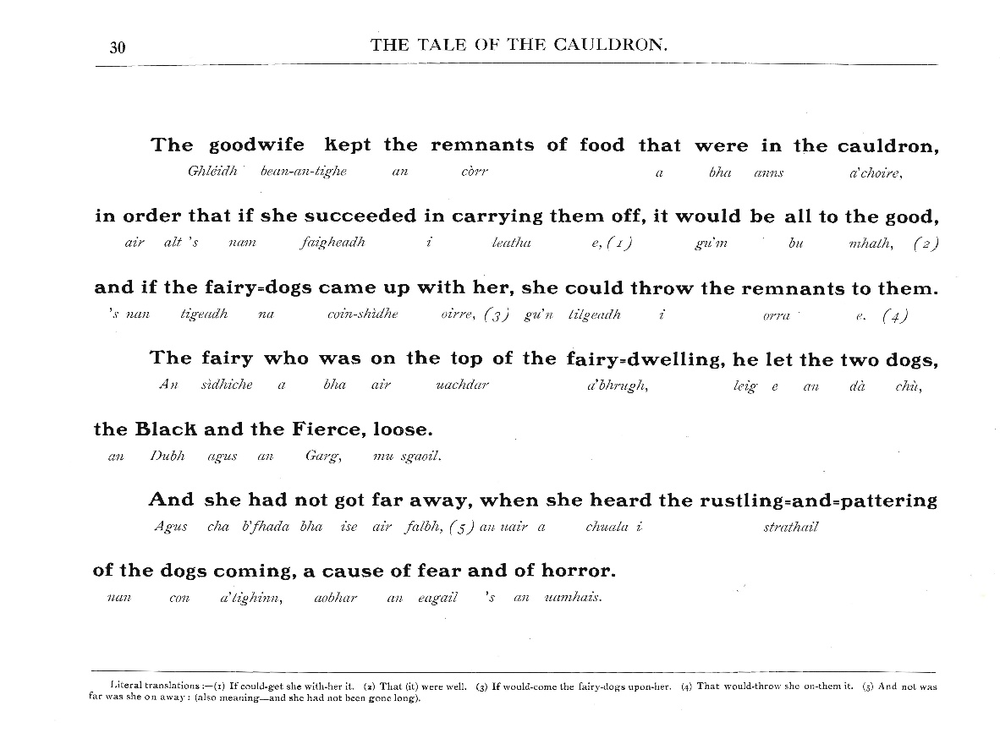 30
THE TALE OF THE CAULDRON.
The goodwife kept the remnants of food that were in the cauldron,
Ghléidh bean-an-tighe an còrr a bha anns a'choire,
in order that if she succeeded in carrying them off, it would be all to the good,
air alt 's nam faigheadh i leatha e, (1) gu'm bu mhath, (2)
and if the fairy=dogs came up with her, she could throw the remnants to them.
's nan tigeadh na coin-shìdhe oirre, (3) gu'n tilgeadh i orra e. (4)
The fairy who was on the top of the fairy=dwelling, he let the two dogs,
An sìdhiche a bha air uachdar a'bhrugh, leig e an dà chù,
the Black and the Fierce, loose.
an Dubh agus an Garg, mu sgaoil.
And she had not got far away, when she heard the rustling=and=pattering
Agus cha b'fhada bha ise air falbh, (5) an uair a chuala i strathail
of the dogs coming, a cause of fear and of horror.
nan con a'tighinn, aobhar an eagail 's an uamhais.
Literal translations :—(1) If could-get she with-her it. (2) That (it) were well. (3) If would-come the fairy-dogs upon-her. (4) That would-throw she on-them it. (5) And not was
far was she on away : (also meaning—and she had not been gone long).